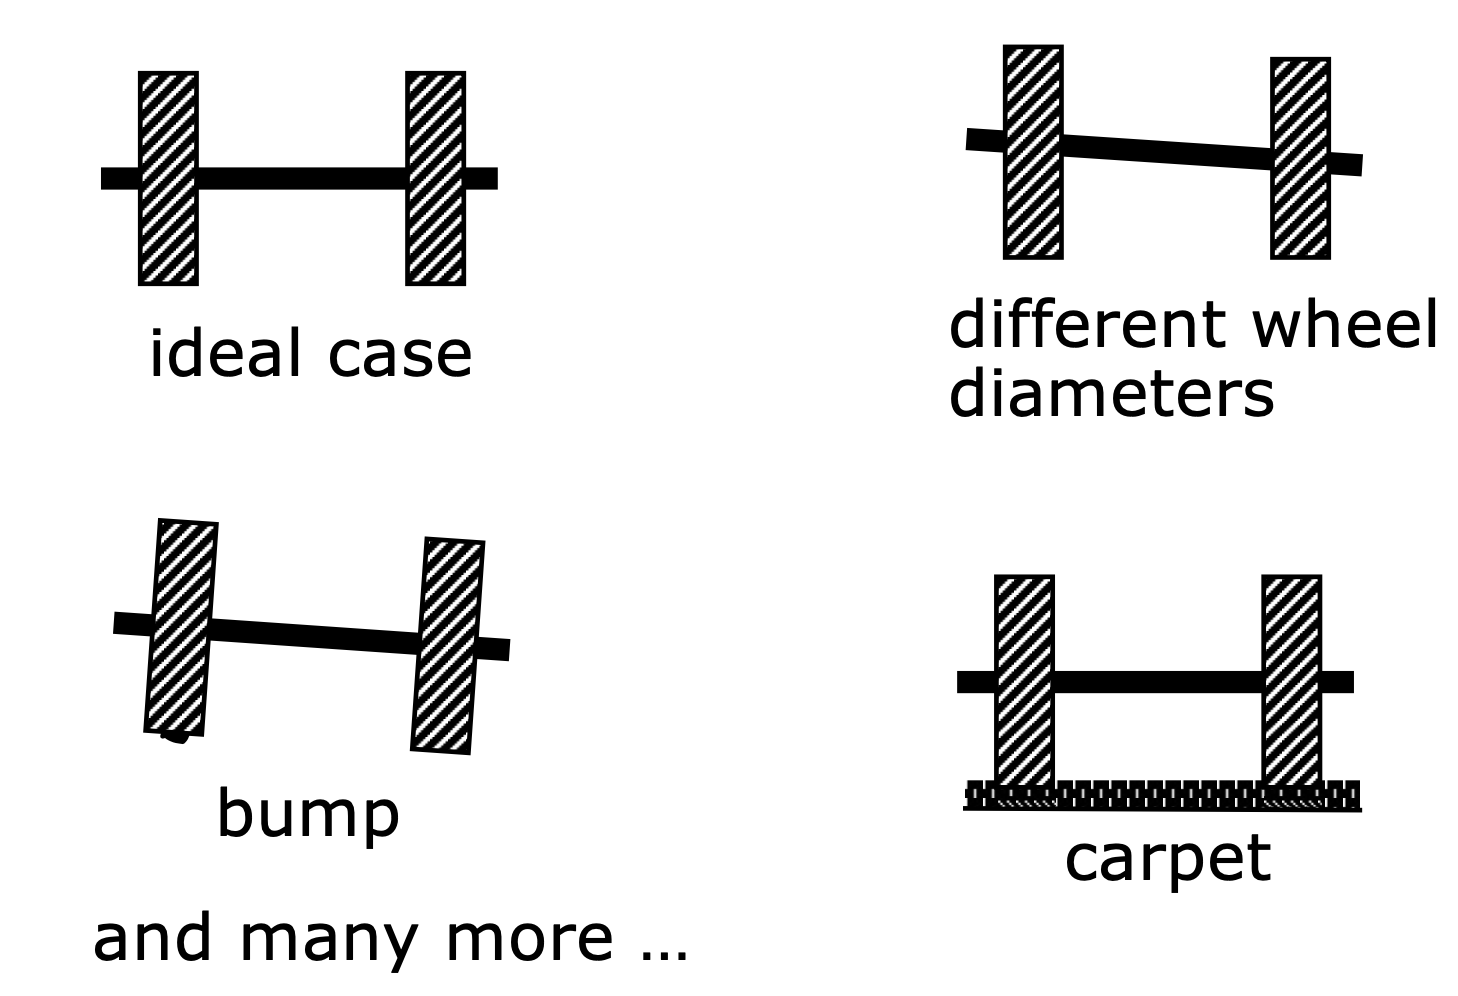 ideal case
different wheel
diameters
bump
carpet
and many more ...